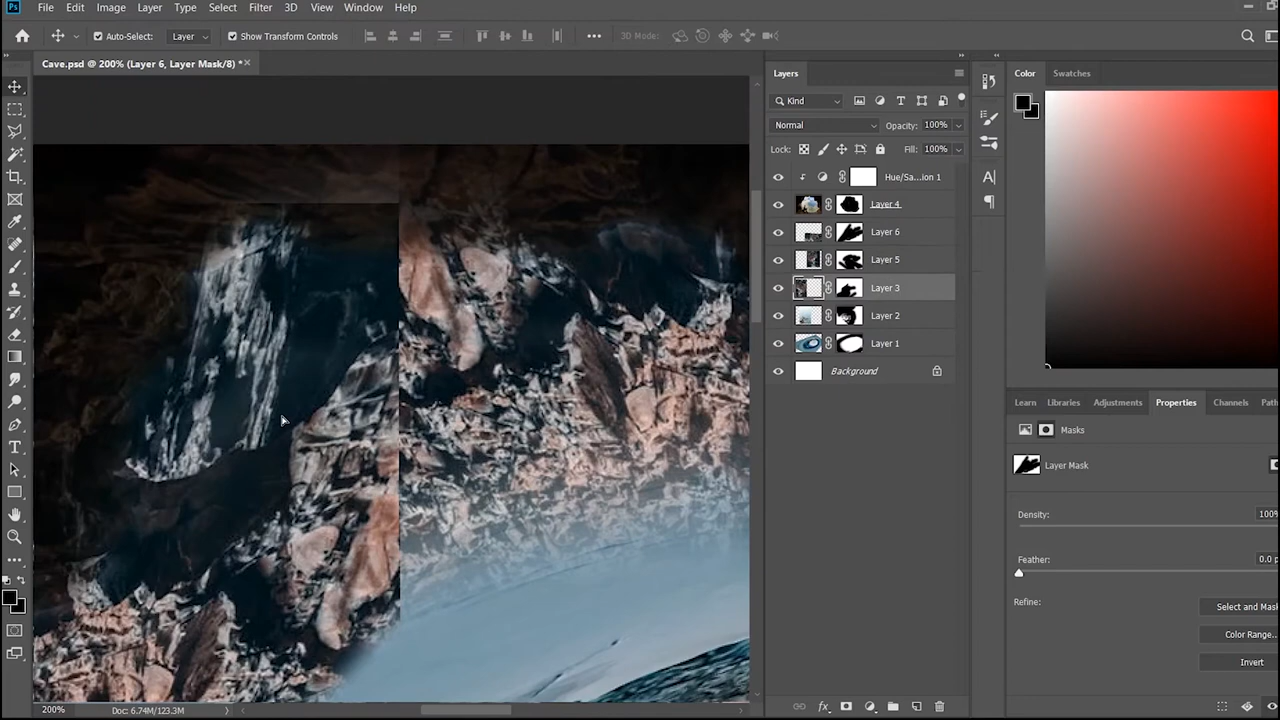 Ps File Edit Image Layer Type Select Filter 3D View Window Help
Auto-Select: Layer Show Transform Controls 3D Mode:
Cave.psd @ 200% (Layer 6, Layer Mask/8) *
Layers
Kind
Normal Opacity: 100%
Lock: Fill: 100%
Hue/Sa...ion 1
Layer 4
Layer 6
Layer 5
Layer 3
Layer 2
Layer 1
Background
Color Swatches
Learn Libraries Adjustments Properties Channels Pat
Masks
Layer Mask
Density: 100%
Feather: 0.0 p
Refine: Select and Mas
Color Range...
Invert
200% Doc: 6.74M/123.3M